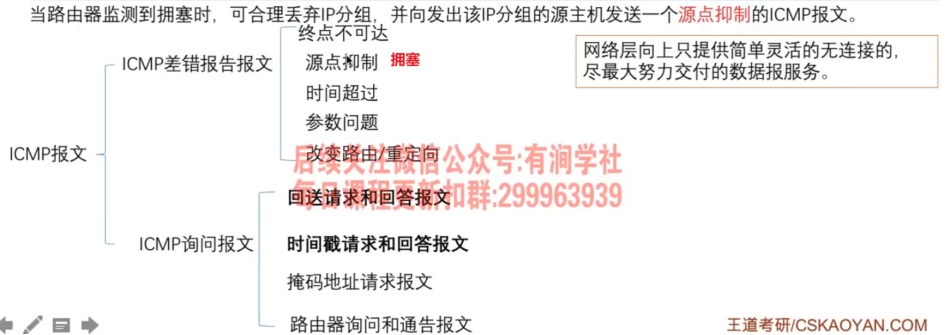 当路由器监测到拥塞时，可合理丢弃IP分组，并向发出该IP分组的源主机发送一个源点抑制的ICMP报文。
终点不可达
网络层向上只提供简单灵活的无连接的，
尽最大努力交付的数据报服务。
ICMP差错报告报文
源点抑制 拥塞
时间超过
参数问题
ICMP报文
改变路由/重定向
后续关注微信公众号:有涧学社
每日课程更新扣群:299963939
回送请求和回答报文
ICMP询问报文
时间戳请求和回答报文
掩码地址请求报文
路由器询问和通告报文
王道考研/CSKAOYAN.COM